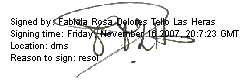 Signed by: Fabiola Rosa Delores Tello Las Heras
Signing time: Friday, November 16 2007, 20:7:23 GMT
Location: dms
Reason to sign: resol